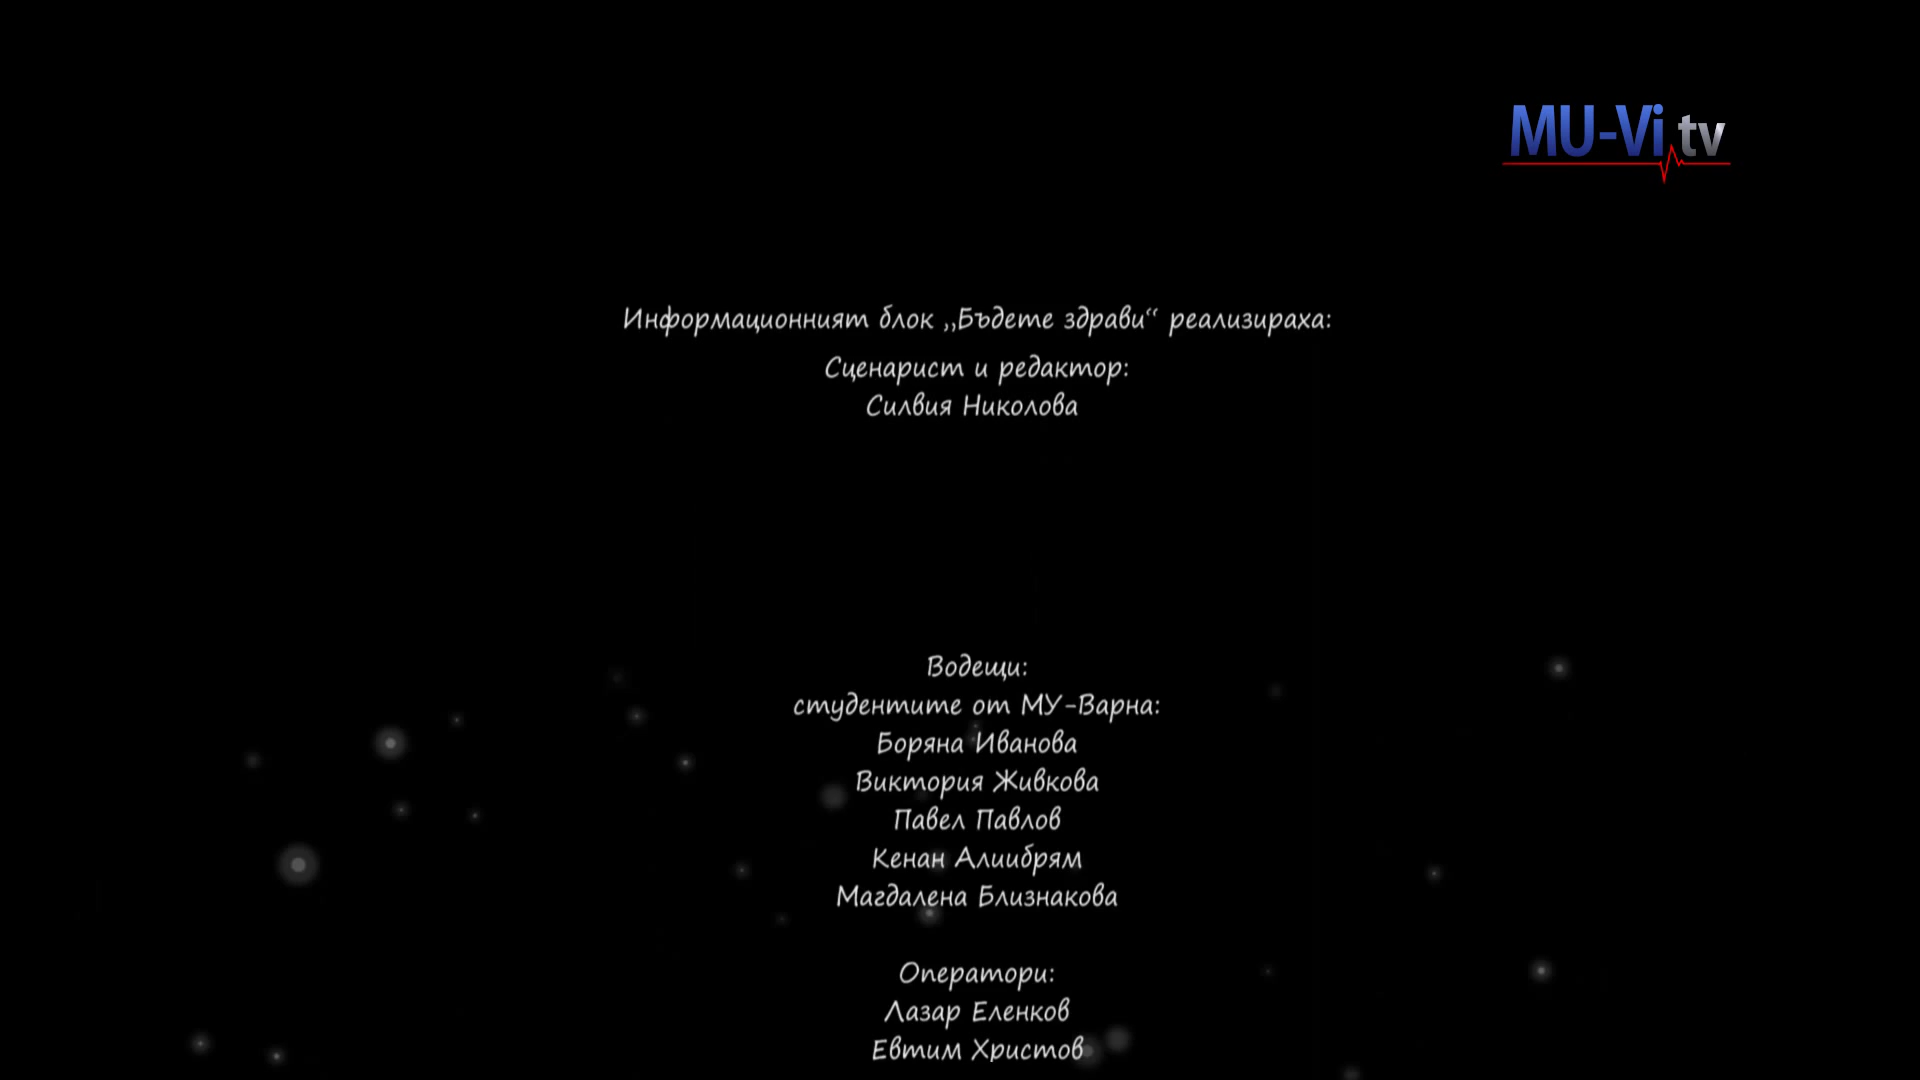 MU-Vi.tv
Информационният блок „Бъдете здрави“ реализираха:
Сценарист и редактор:
Силвия Николова
Водещи:
студентите от МУ-Варна:
Боряна Иванова
Виктория Живкова
Павел Павлов
Кенан Алиибрям
Магдалена Близнакова
Оператори:
Лазар Еленков
Евтим Христов